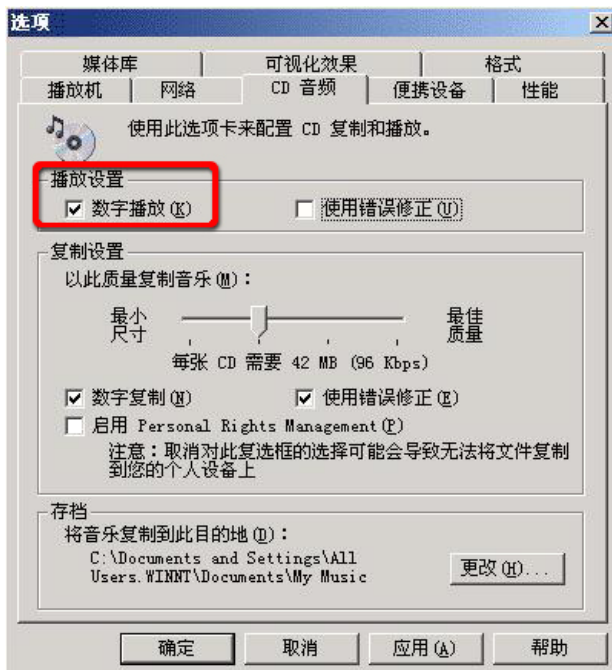 选项
媒体库 可视化效果 格式
播放机 网络 CD 音频 便携设备 性能
使用此选项卡来配置 CD 复制和播放。
播放设置
数字播放(K) 使用错误修正(U)
复制设置
以此质量复制音乐(M)：
最小尺寸 最佳质量
每张 CD 需要 42 MB (96 Kbps)
数字复制(N) 使用错误修正(E)
启用 Personal Rights Management(P)
注意：取消对此复选框的选择可能会导致无法将文件复制
到您的个人设备上
存档
将音乐复制到此目的地(D)：
C:\Documents and Settings\All
Users.WINNT\Documents\My Music
更改(H)...
确定 取消 应用(A) 帮助